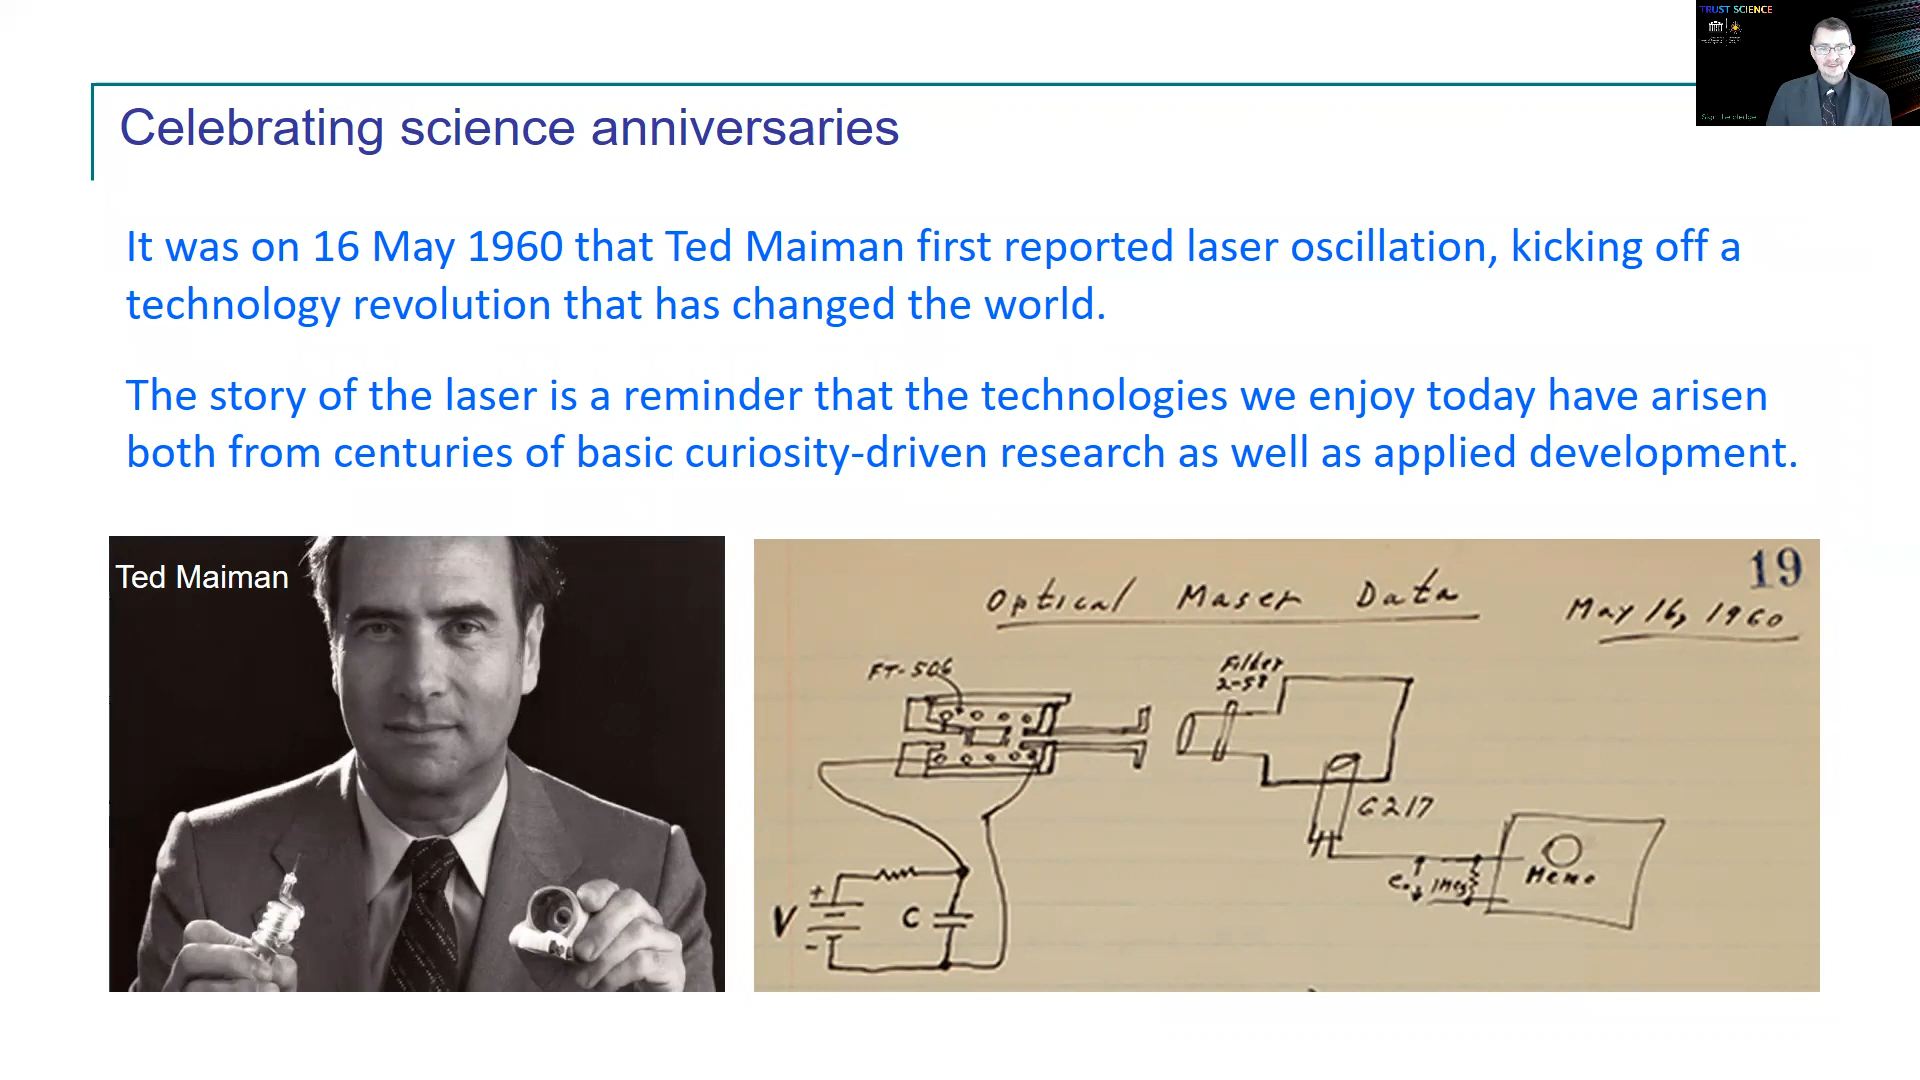 TRUST SCIENCE
Celebrating science anniversaries
It was on 16 May 1960 that Ted Maiman first reported laser oscillation, kicking off a
technology revolution that has changed the world.
The story of the laser is a reminder that the technologies we enjoy today have arisen
both from centuries of basic curiosity-driven research as well as applied development.
Ted Maiman
19
Optical Maser Data
May 16, 1960
FT-506
Filter
2-58
G217
1Meg
Memo
+
V
C
-